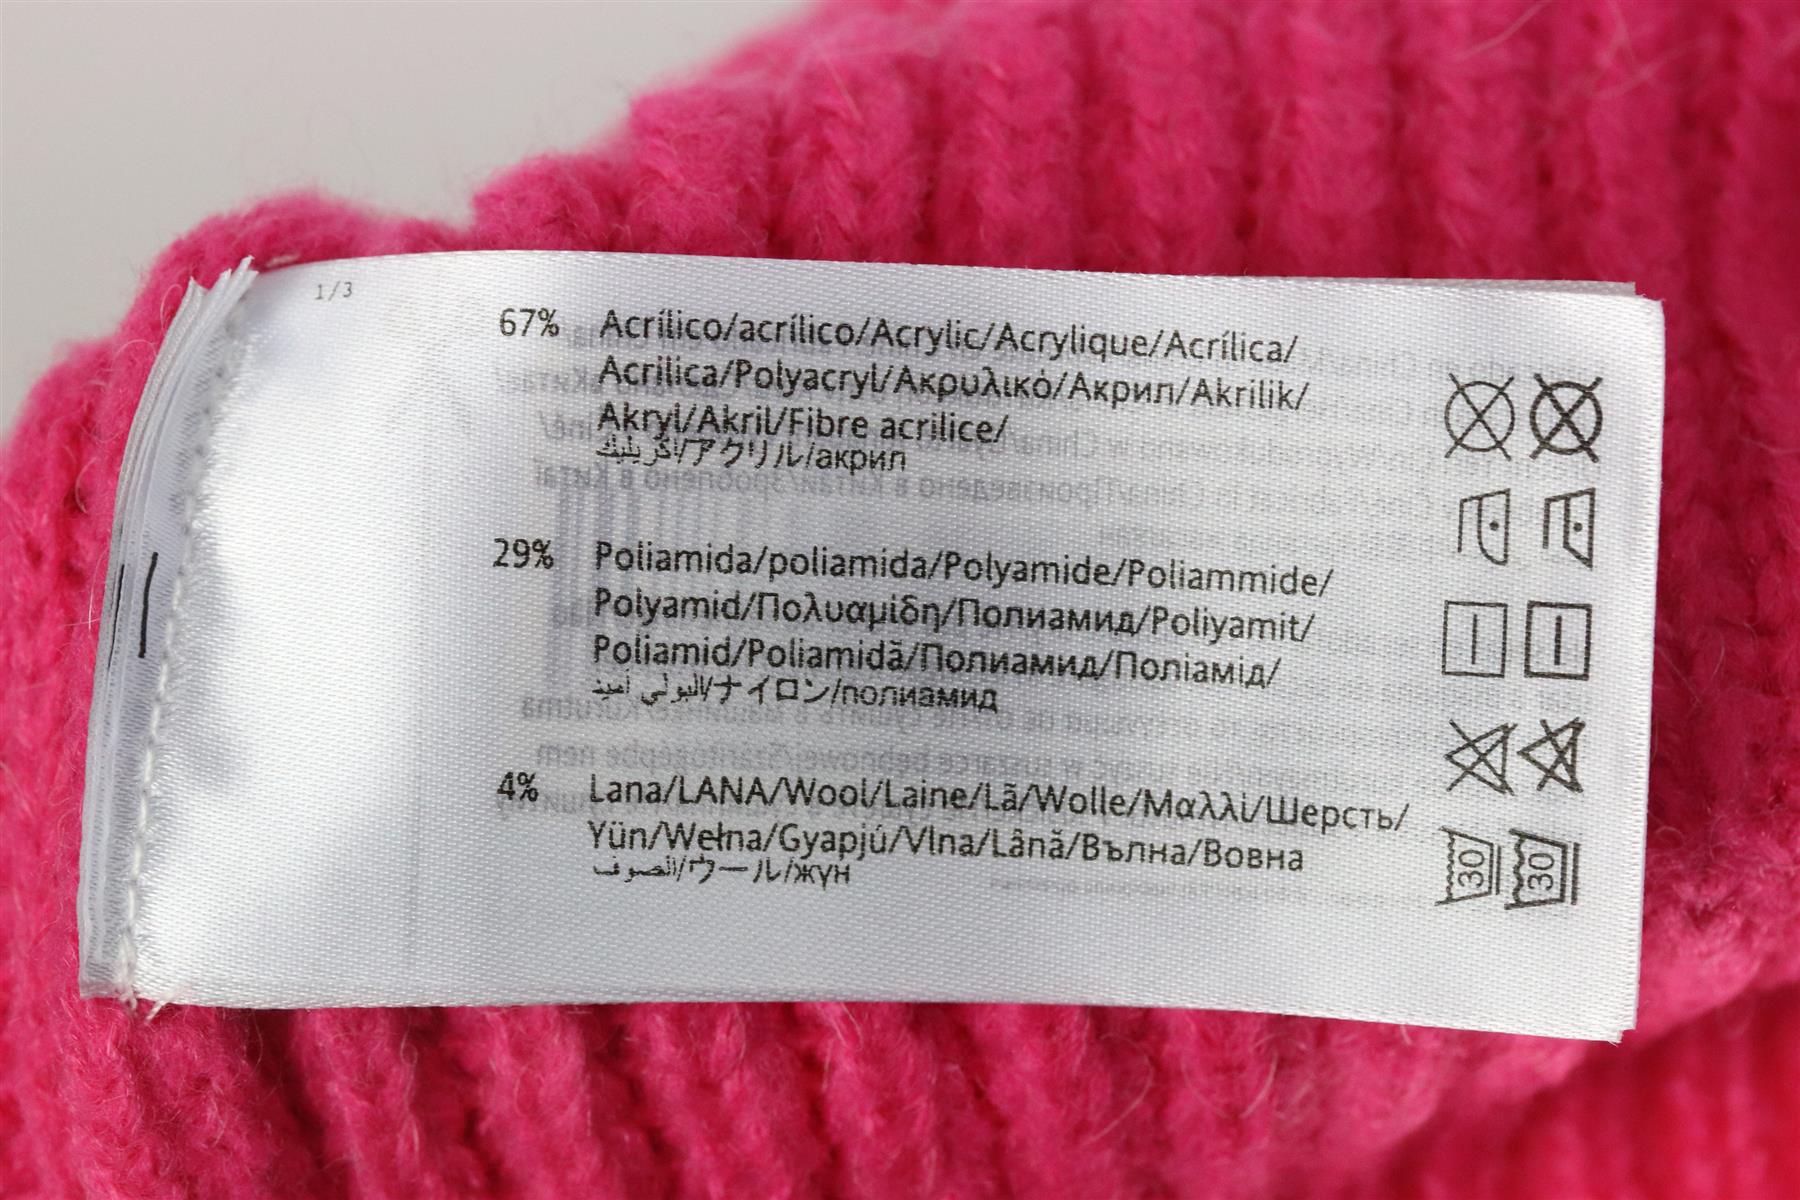 1/3
67% Acrílico/acrílico/Acrylic/Acrylique/Acrílica/
Acrilica/Polyacryl/Ακρυλικό/Акрил/Akrilik/
Akryl/Akril/Fibre acrilice/
اكريليك/アクリル/акрил
29% Poliamida/poliamida/Polyamide/Poliammide/
Polyamid/Πολυαμίδη/Полиамид/Poliyamit/
Poliamid/Poliamidă/Полиамид/Поліамід/
البولي أميد/ナイロン/полиамид
4% Lana/LANA/Wool/Laine/Lã/Wolle/Μαλλί/Шерсть/
Yün/Wełna/Gyapjú/Vlna/Lână/Вълна/Вовна
الصوف/ウール/жүн
30 30